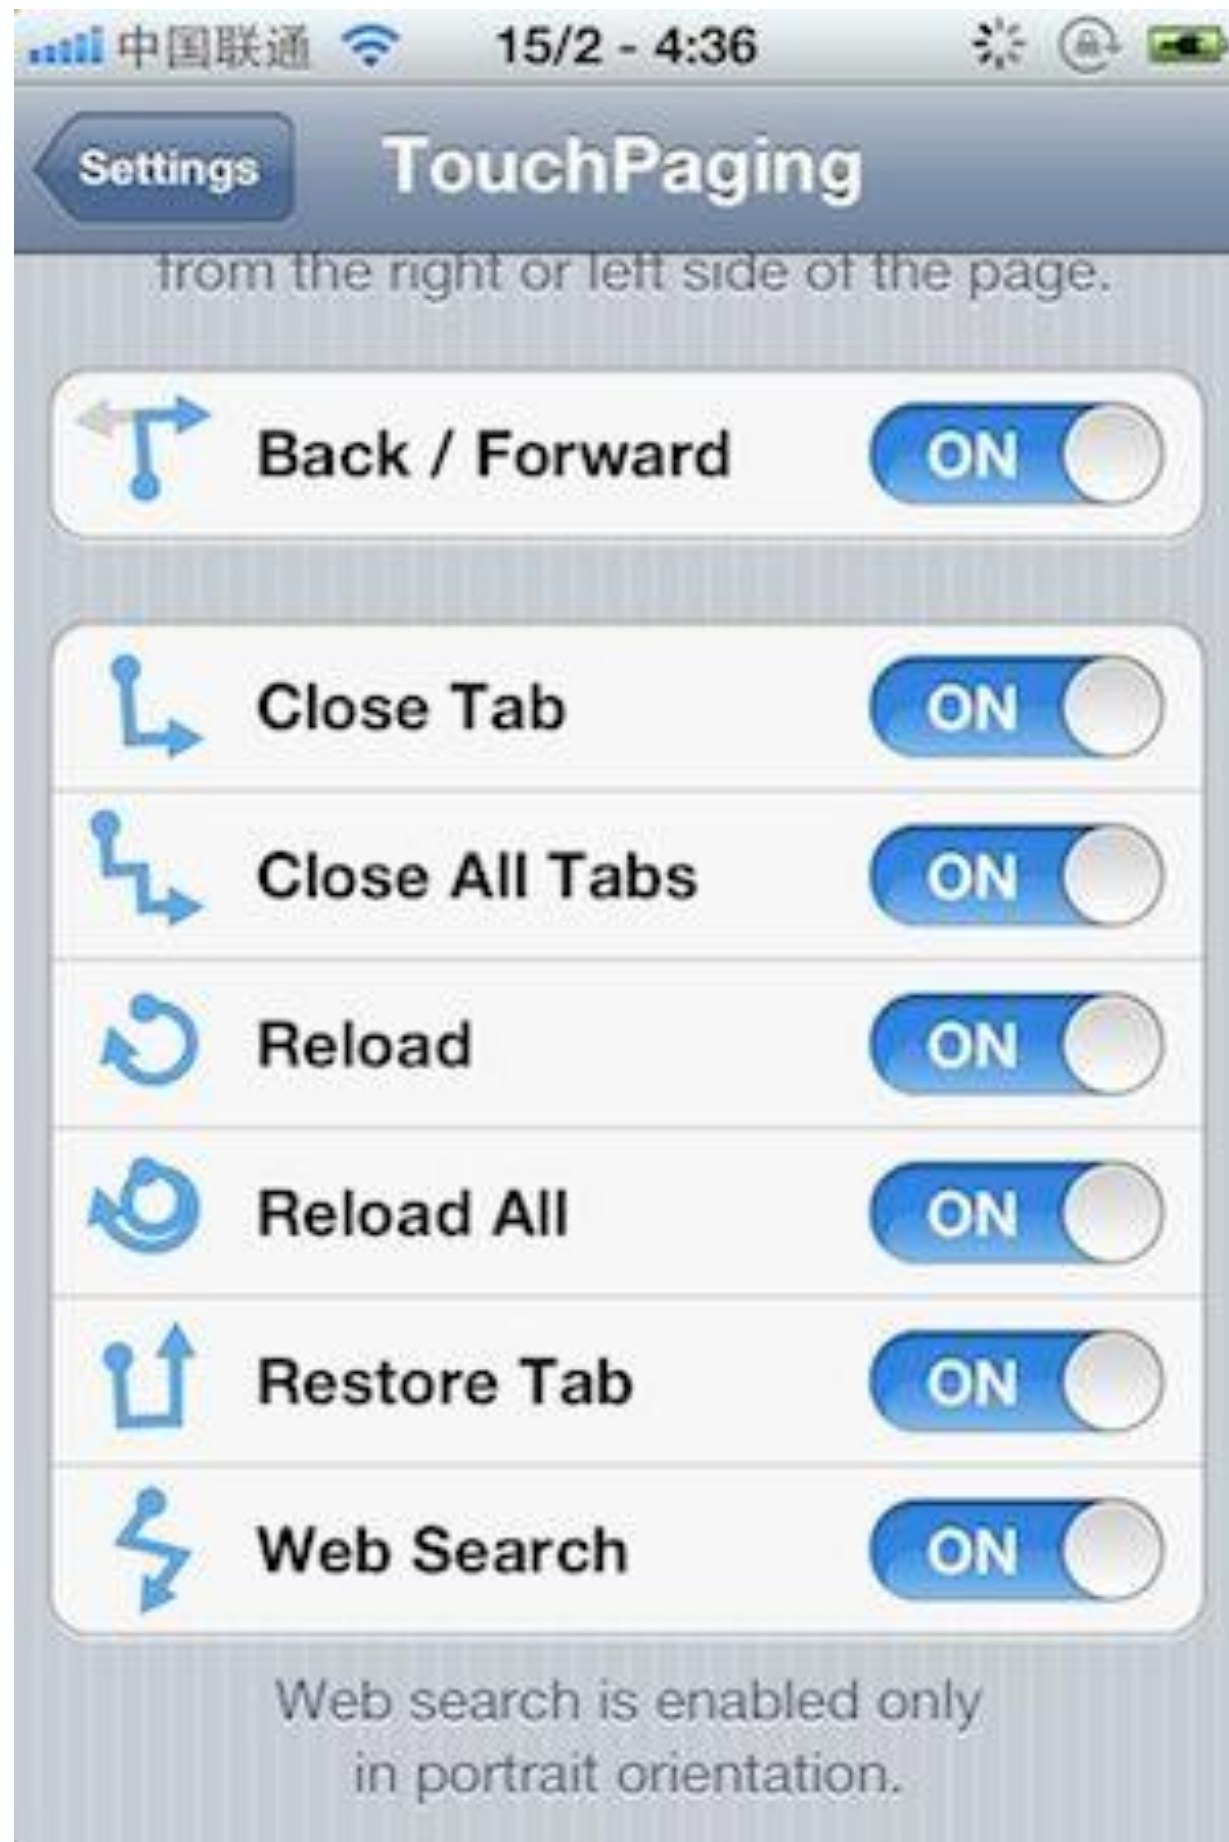 中国联通 15/2 - 4:36
Settings TouchPaging
from the right or left side of the page.
Back / Forward ON
Close Tab ON
Close All Tabs ON
Reload ON
Reload All ON
Restore Tab ON
Web Search ON
Web search is enabled only
in portrait orientation.